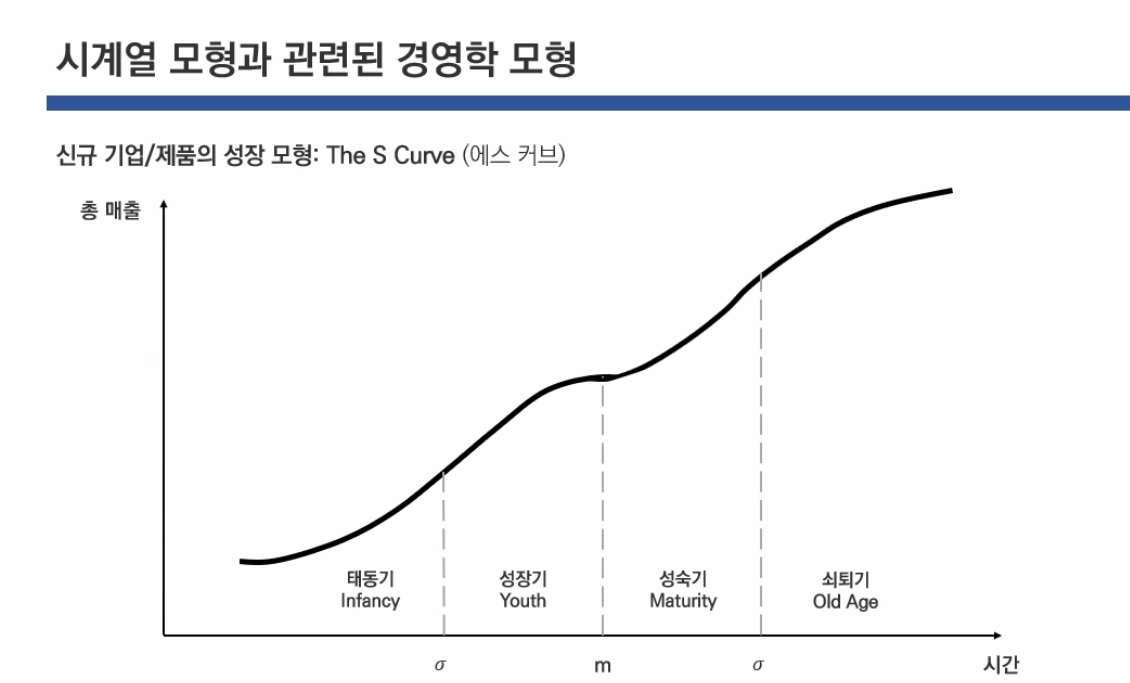 시계열 모형과 관련된 경영학 모형
신규 기업/제품의 성장 모형: The S Curve (에스 커브)
총 매출
태동기
Infancy
성장기
Youth
성숙기
Maturity
쇠퇴기
Old Age
σ
m
σ
시간